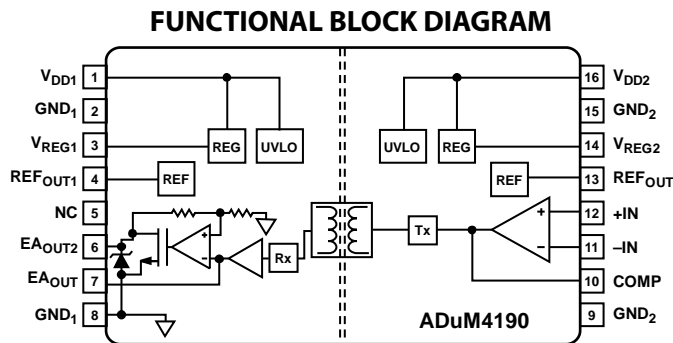 FUNCTIONAL BLOCK DIAGRAM
VDD1 1
GND1 2
VREG1 3
REFOUT1 4
NC 5
EAOUT2 6
EAOUT 7
GND1 8
REG
UVLO
REF
Rx
UVLO
REG
REF
Tx
+
–
+
–
ADuM4190
16 VDD2
15 GND2
14 VREG2
13 REFOUT
12 +IN
11 –IN
10 COMP
9 GND2